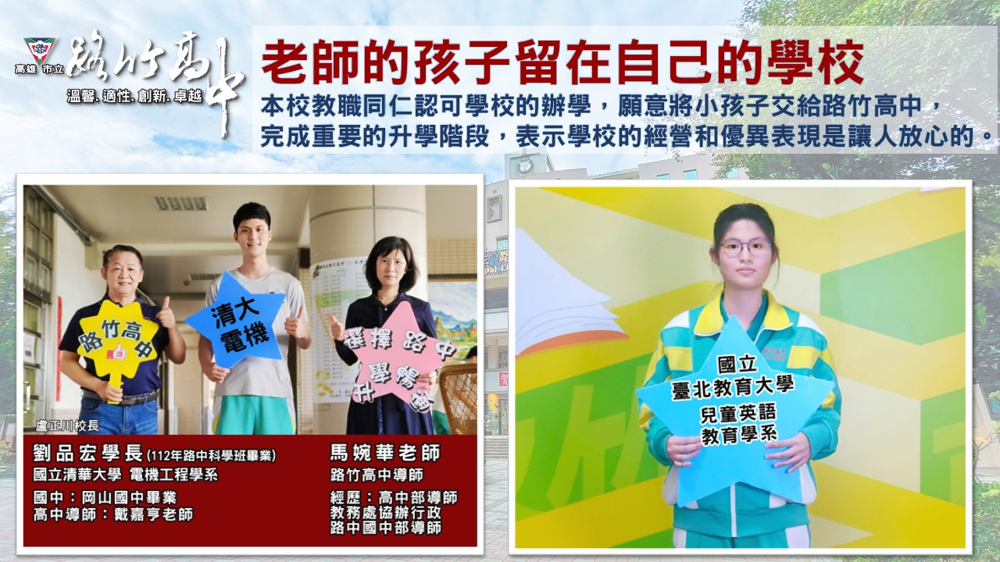 高雄 市立
路竹高中
溫馨.適性.創新.卓越
老師的孩子留在自己的學校
本校教職同仁認可學校的辦學，願意將小孩子交給路竹高中，
完成重要的升學階段，表示學校的經營和優異表現是讓人放心的。
路竹高中
清大
電機
選擇 路中
升學暢通
盧正川校長
劉品宏學長(112年路中科學班畢業)
國立清華大學 電機工程學系
國中：岡山國中畢業
高中導師：戴嘉亨老師
馬婉華老師
路竹高中導師
經歷：高中部導師
教務處協辦行政
路中國中部導師
國立
臺北教育大學
兒童英語
教育學系